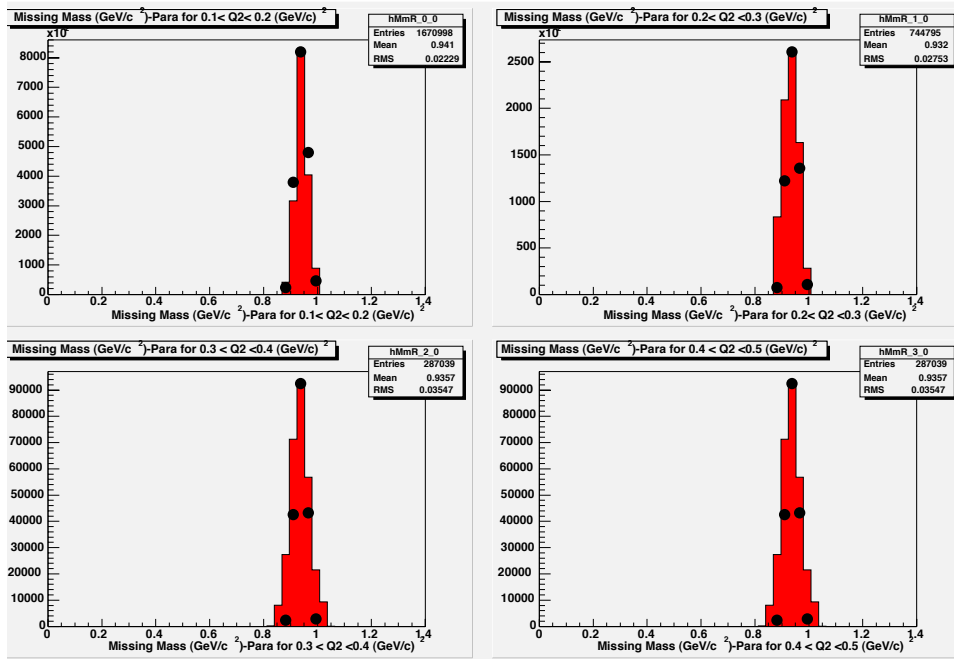 Missing Mass (GeV/c 2)-Para for 0.1< Q2< 0.2 (GeV/c) 2
hMmR_0_0
Entries 1670998
Mean 0.941
RMS 0.02229
8000
6000
4000
2000
0
0 0.2 0.4 0.6 0.8 1 1.2 1.4
Missing Mass (GeV/c 2)-Para for 0.1< Q2< 0.2 (GeV/c) 2
Missing Mass (GeV/c 2)-Para for 0.2< Q2 <0.3 (GeV/c) 2
hMmR_1_0
Entries 744795
Mean 0.932
RMS 0.02753
2500
2000
1500
1000
500
0
0 0.2 0.4 0.6 0.8 1 1.2 1.4
Missing Mass (GeV/c 2)-Para for 0.2< Q2 <0.3 (GeV/c) 2
Missing Mass (GeV/c 2)-Para for 0.3 < Q2 <0.4 (GeV/c) 2
hMmR_2_0
Entries 287039
Mean 0.9357
RMS 0.03547
90000
80000
70000
60000
50000
40000
30000
20000
10000
0
0 0.2 0.4 0.6 0.8 1 1.2 1.4
Missing Mass (GeV/c 2)-Para for 0.3 < Q2 <0.4 (GeV/c) 2
Missing Mass (GeV/c 2)-Para for 0.4 < Q2 <0.5 (GeV/c) 2
hMmR_3_0
Entries 287039
Mean 0.9357
RMS 0.03547
90000
80000
70000
60000
50000
40000
30000
20000
10000
0
0 0.2 0.4 0.6 0.8 1 1.2 1.4
Missing Mass (GeV/c 2)-Para for 0.4 < Q2 <0.5 (GeV/c) 2